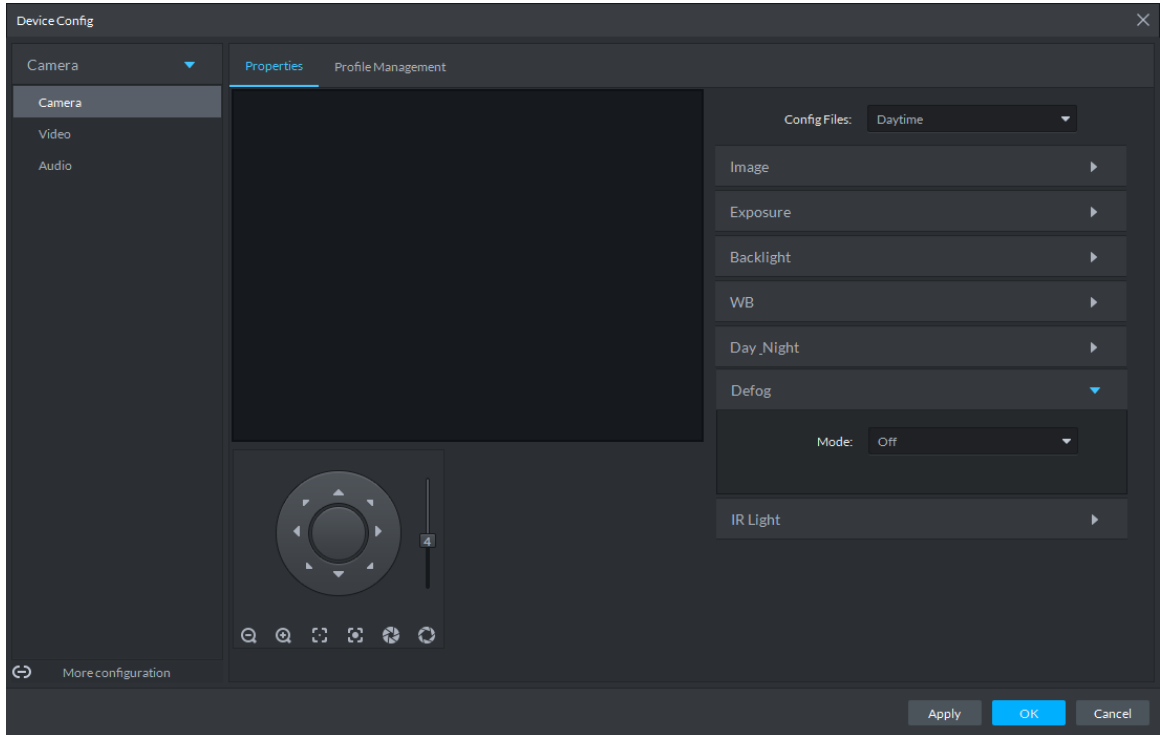 Device Config
Camera
Camera
Video
Audio
More configuration
Properties
Profile Management
Config Files:
Daytime
Image
Exposure
Backlight
WB
Day_Night
Defog
Mode:
Off
IR Light
4
Apply
OK
Cancel